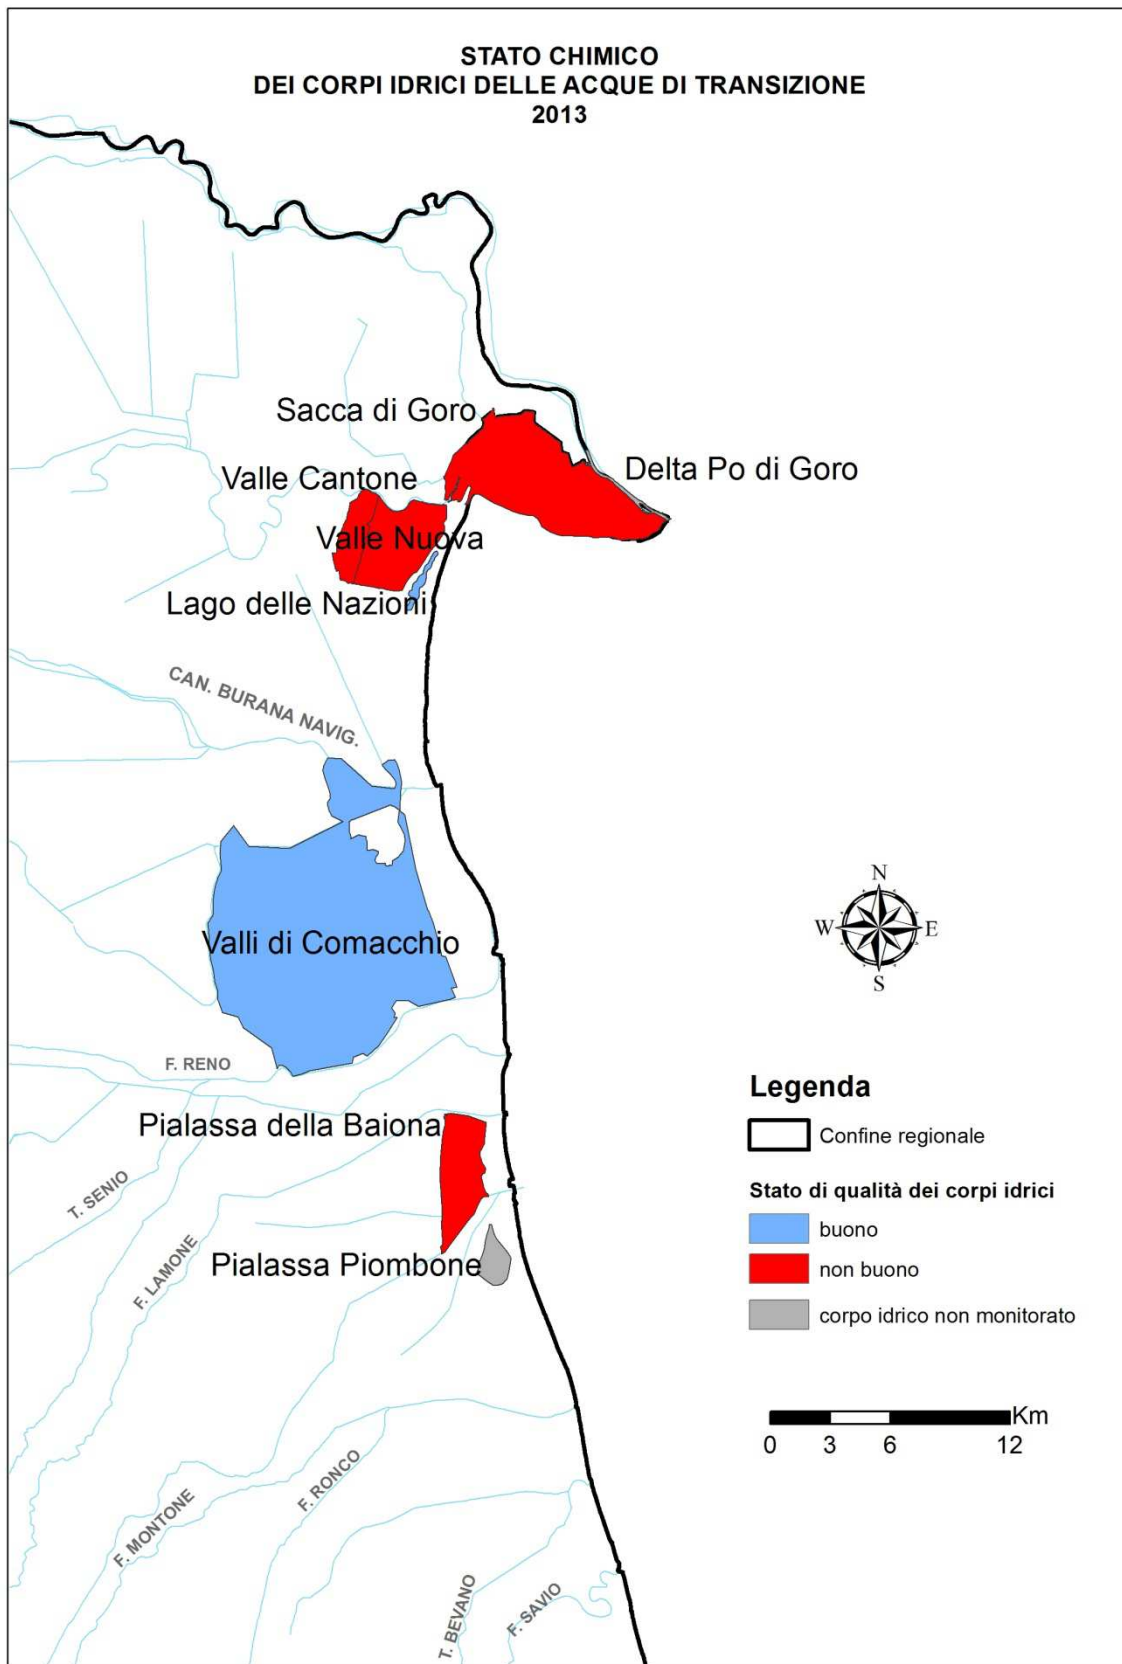 STATO CHIMICO
DEI CORPI IDRICI DELLE ACQUE DI TRANSIZIONE
2013
Sacca di Goro
Delta Po di Goro
Valle Cantone
Valle Nuova
Lago delle Nazioni
CAN. BURANA NAVIG.
N
W
E
S
Valli di Comacchio
F. RENO
Pialassa della Baiona
T. SENIO
F. LAMONE
Pialassa Piombone
F. RONCO
F. MONTONE
T. BEVANO
F. SAVIO
Legenda
Confine regionale
Stato di qualità dei corpi idrici
buono
non buono
corpo idrico non monitorato
Km
0 3 6 12